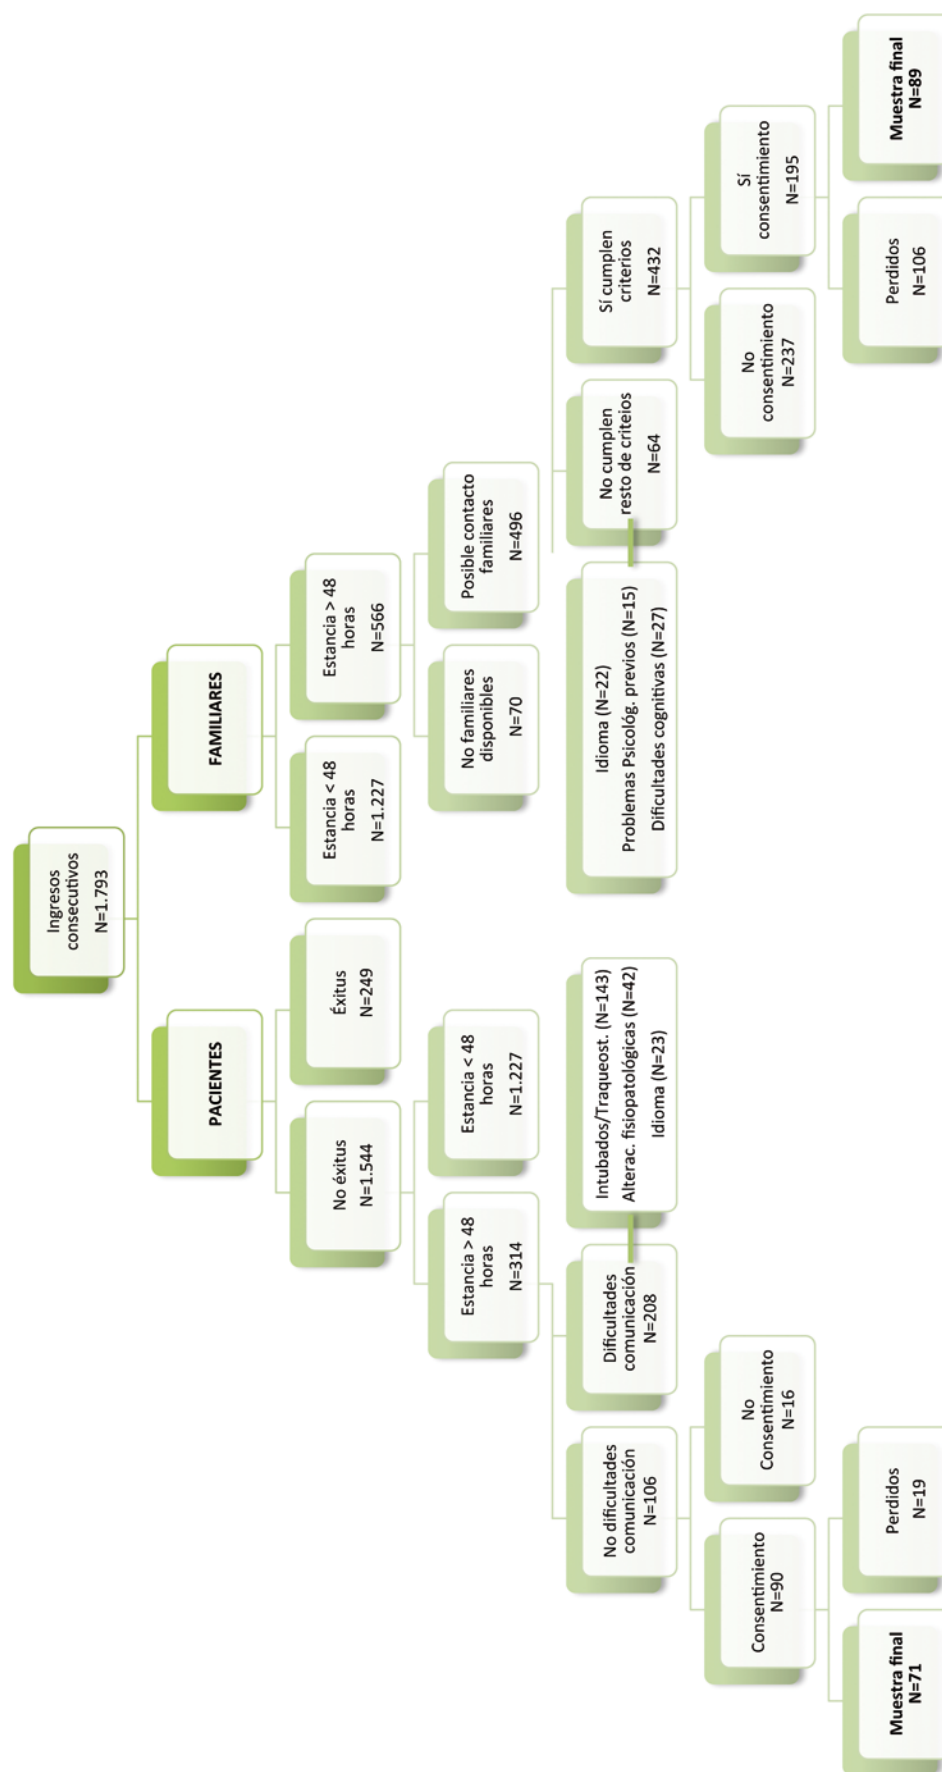 Ingresos
consecutivos
N=1.793
PACIENTES
FAMILIARES
No éxitus
N=1.544
Éxitus
N=249
Estancia < 48
horas
N=1.227
Estancia > 48
horas
N=566
Estancia > 48
horas
N=314
Estancia < 48
horas
N=1.227
No familiares
disponibles
N=70
Posible contacto
familiares
N=496
No dificultades
comunicación
N=106
Dificultades
comunicación
N=208
Intubados/Traqueost. (N=143)
Alterac. fisiopatológicas (N=42)
Idioma (N=23)
Idioma (N=22)
Problemas Psicológ. previos (N=15)
Dificultades cognitivas (N=27)
No cumplen
resto de criteios
N=64
Sí cumplen
criterios
N=432
Consentimiento
N=90
No
Consentimiento
N=16
No
consentimiento
N=237
Sí
consentimiento
N=195
Muestra final
N=71
Perdidos
N=19
Perdidos
N=106
Muestra final
N=89